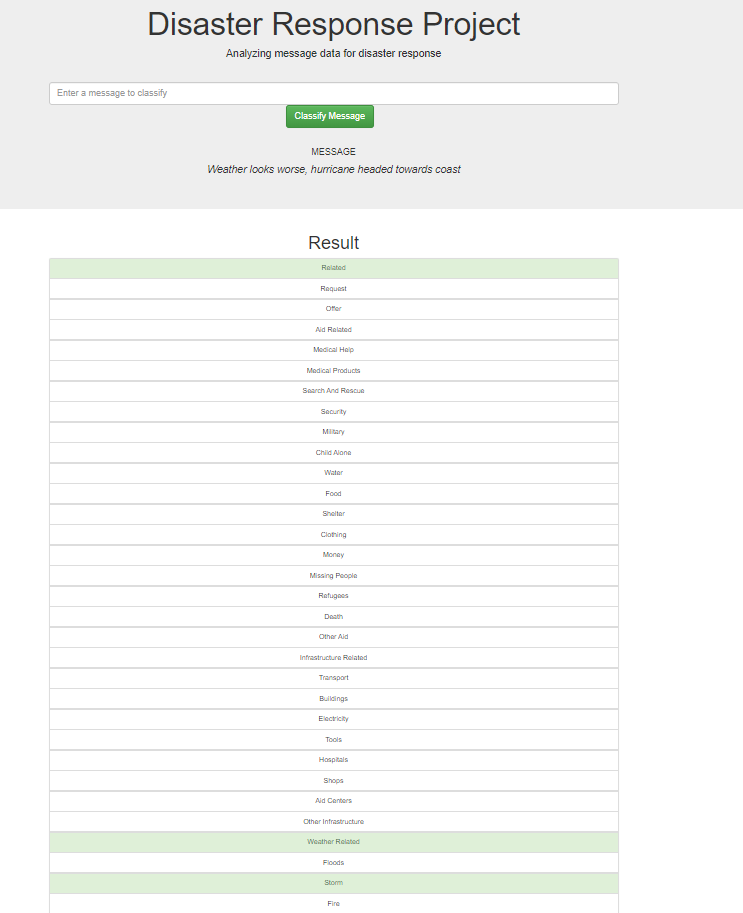 Disaster Response Project
Analyzing message data for disaster response
Enter a message to classify
Classify Message
MESSAGE
Weather looks worse, hurricane headed towards coast
Result
Related
Request
Offer
Aid Related
Medical Help
Medical Products
Search And Rescue
Security
Military
Child Alone
Water
Food
Shelter
Clothing
Money
Missing People
Refugees
Death
Other Aid
Infrastructure Related
Transport
Buildings
Electricity
Tools
Hospitals
Shops
Aid Centers
Other Infrastructure
Weather Related
Floods
Storm
Fire